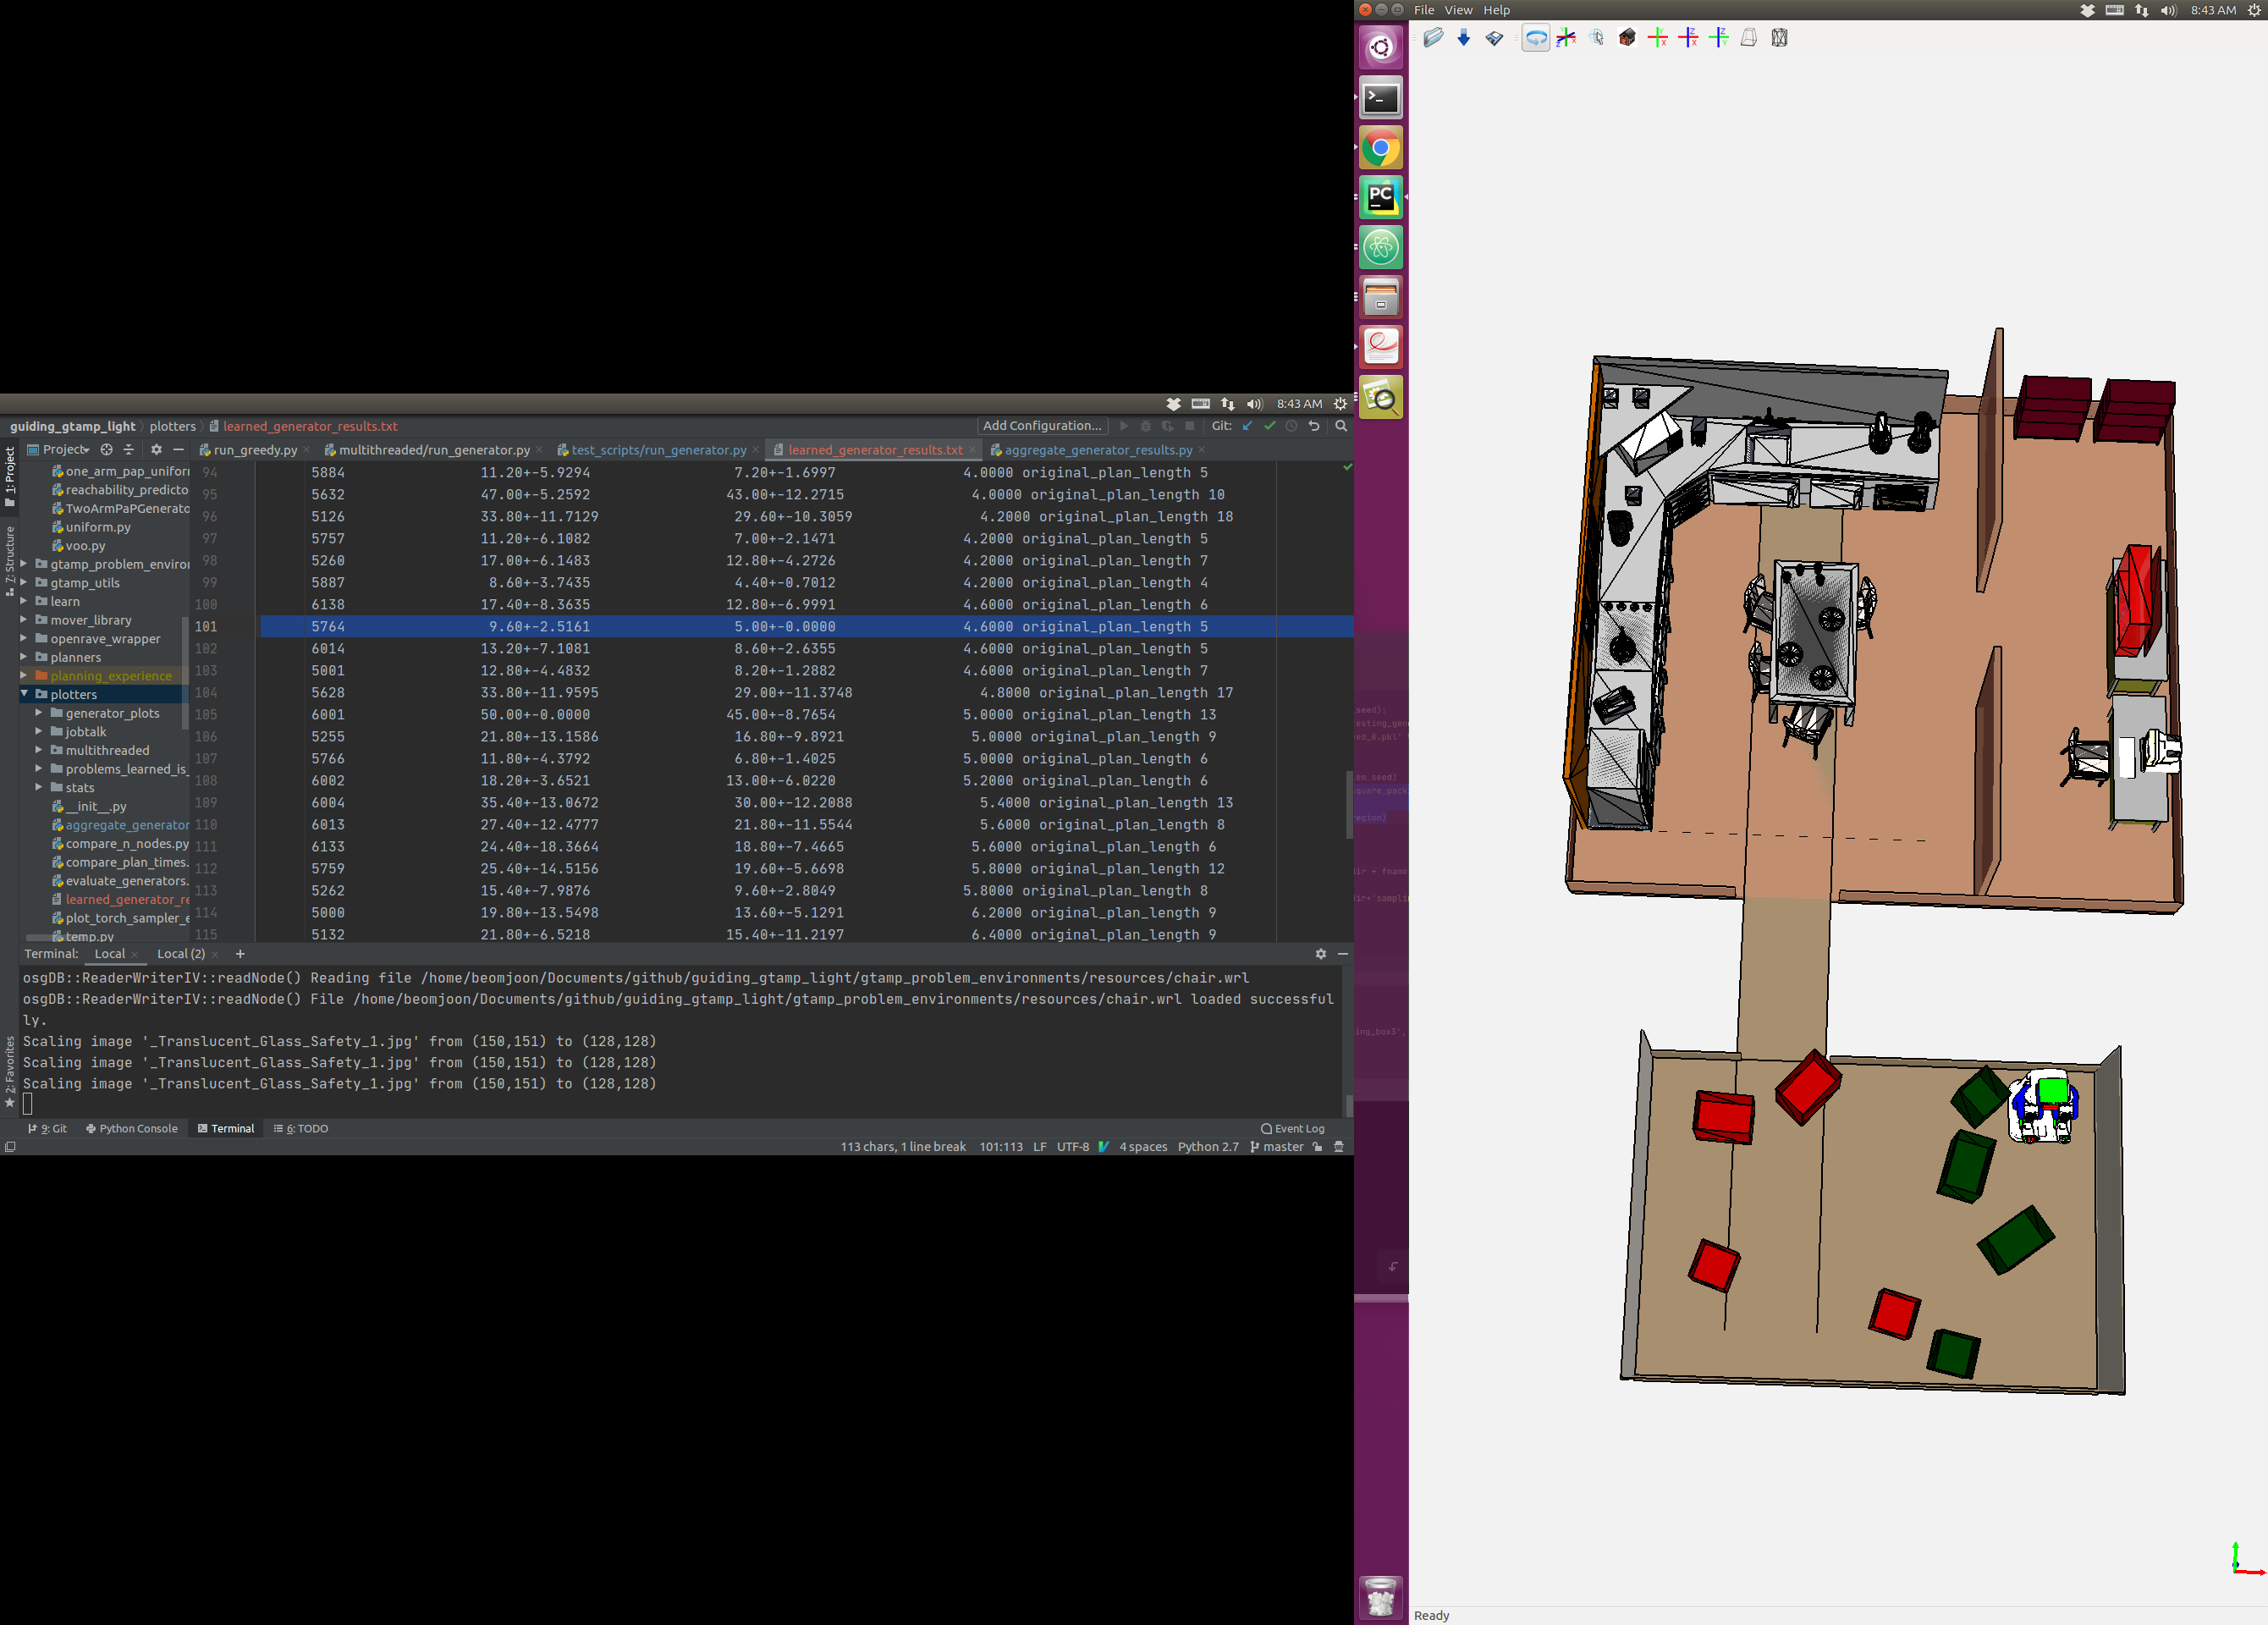 File View Help
8:43 AM
8:43 AM
guiding_gtamp_light plotters learned_generator_results.txt
Add Configuration... Git:
1: Project
7: Structure
2: Favorites
Project
run_greedy.py multithreaded/run_generator.py test_scripts/run_generator.py learned_generator_results.txt aggregate_generator_results.py
one_arm_pap_unifor
reachability_predicto
TwoArmPaPGenerato
uniform.py
voo.py
gtamp_problem_enviror
gtamp_utils
learn
mover_library
openrave_wrapper
planners
planning_experience
plotters
generator_plots
jobtalk
multithreaded
problems_learned_is_
stats
__init__.py
aggregate_generator
compare_n_nodes.py
compare_plan_times.
evaluate_generators.
learned_generator_re
plot_torch_sampler_e
temp.py
94 5884 11.20+-5.9294 7.20+-1.6997 4.0000 original_plan_length 5
95 5632 47.00+-5.2592 43.00+-12.2715 4.0000 original_plan_length 10
96 5126 33.80+-11.7129 29.60+-10.3059 4.2000 original_plan_length 18
97 5757 11.20+-6.1082 7.00+-2.1471 4.2000 original_plan_length 5
98 5260 17.00+-6.1483 12.80+-4.2726 4.2000 original_plan_length 7
99 5887 8.60+-3.7435 4.40+-0.7012 4.2000 original_plan_length 4
100 6138 17.40+-8.3635 12.80+-6.9991 4.6000 original_plan_length 6
101 5764 9.60+-2.5161 5.00+-0.0000 4.6000 original_plan_length 5
102 6014 13.20+-7.1081 8.60+-2.6355 4.6000 original_plan_length 5
103 5001 12.80+-4.4832 8.20+-1.2882 4.6000 original_plan_length 7
104 5628 33.80+-11.9595 29.00+-11.3748 4.8000 original_plan_length 17
105 6001 50.00+-0.0000 45.00+-8.7654 5.0000 original_plan_length 13
106 5255 21.80+-13.1586 16.80+-9.8921 5.0000 original_plan_length 9
107 5766 11.80+-4.3792 6.80+-1.4025 5.0000 original_plan_length 6
108 6002 18.20+-3.6521 13.00+-6.0220 5.2000 original_plan_length 6
109 6004 35.40+-13.0672 30.00+-12.2088 5.4000 original_plan_length 13
110 6013 27.40+-12.4777 21.80+-11.5544 5.6000 original_plan_length 8
111 6133 24.40+-18.3664 18.80+-7.4665 5.6000 original_plan_length 6
112 5759 25.40+-14.5156 19.60+-5.6698 5.8000 original_plan_length 12
113 5262 15.40+-7.9876 9.60+-2.8049 5.8000 original_plan_length 8
114 5000 19.80+-13.5498 13.60+-5.1291 6.2000 original_plan_length 9
115 5132 21.80+-6.5218 15.40+-11.2197 6.4000 original_plan_length 9
Terminal: Local Local (2) +
osgDB::ReaderWriterIV::readNode() Reading file /home/beomjoon/Documents/github/guiding_gtamp_light/gtamp_problem_environments/resources/chair.wrl
osgDB::ReaderWriterIV::readNode() File /home/beomjoon/Documents/github/guiding_gtamp_light/gtamp_problem_environments/resources/chair.wrl loaded successful
ly.
Scaling image '_Translucent_Glass_Safety_1.jpg' from (150,151) to (128,128)
Scaling image '_Translucent_Glass_Safety_1.jpg' from (150,151) to (128,128)
Scaling image '_Translucent_Glass_Safety_1.jpg' from (150,151) to (128,128)
9: Git Python Console Terminal 6: TODO Event Log
113 chars, 1 line break 101:113 LF UTF-8 4 spaces Python 2.7 master
PC
Ready